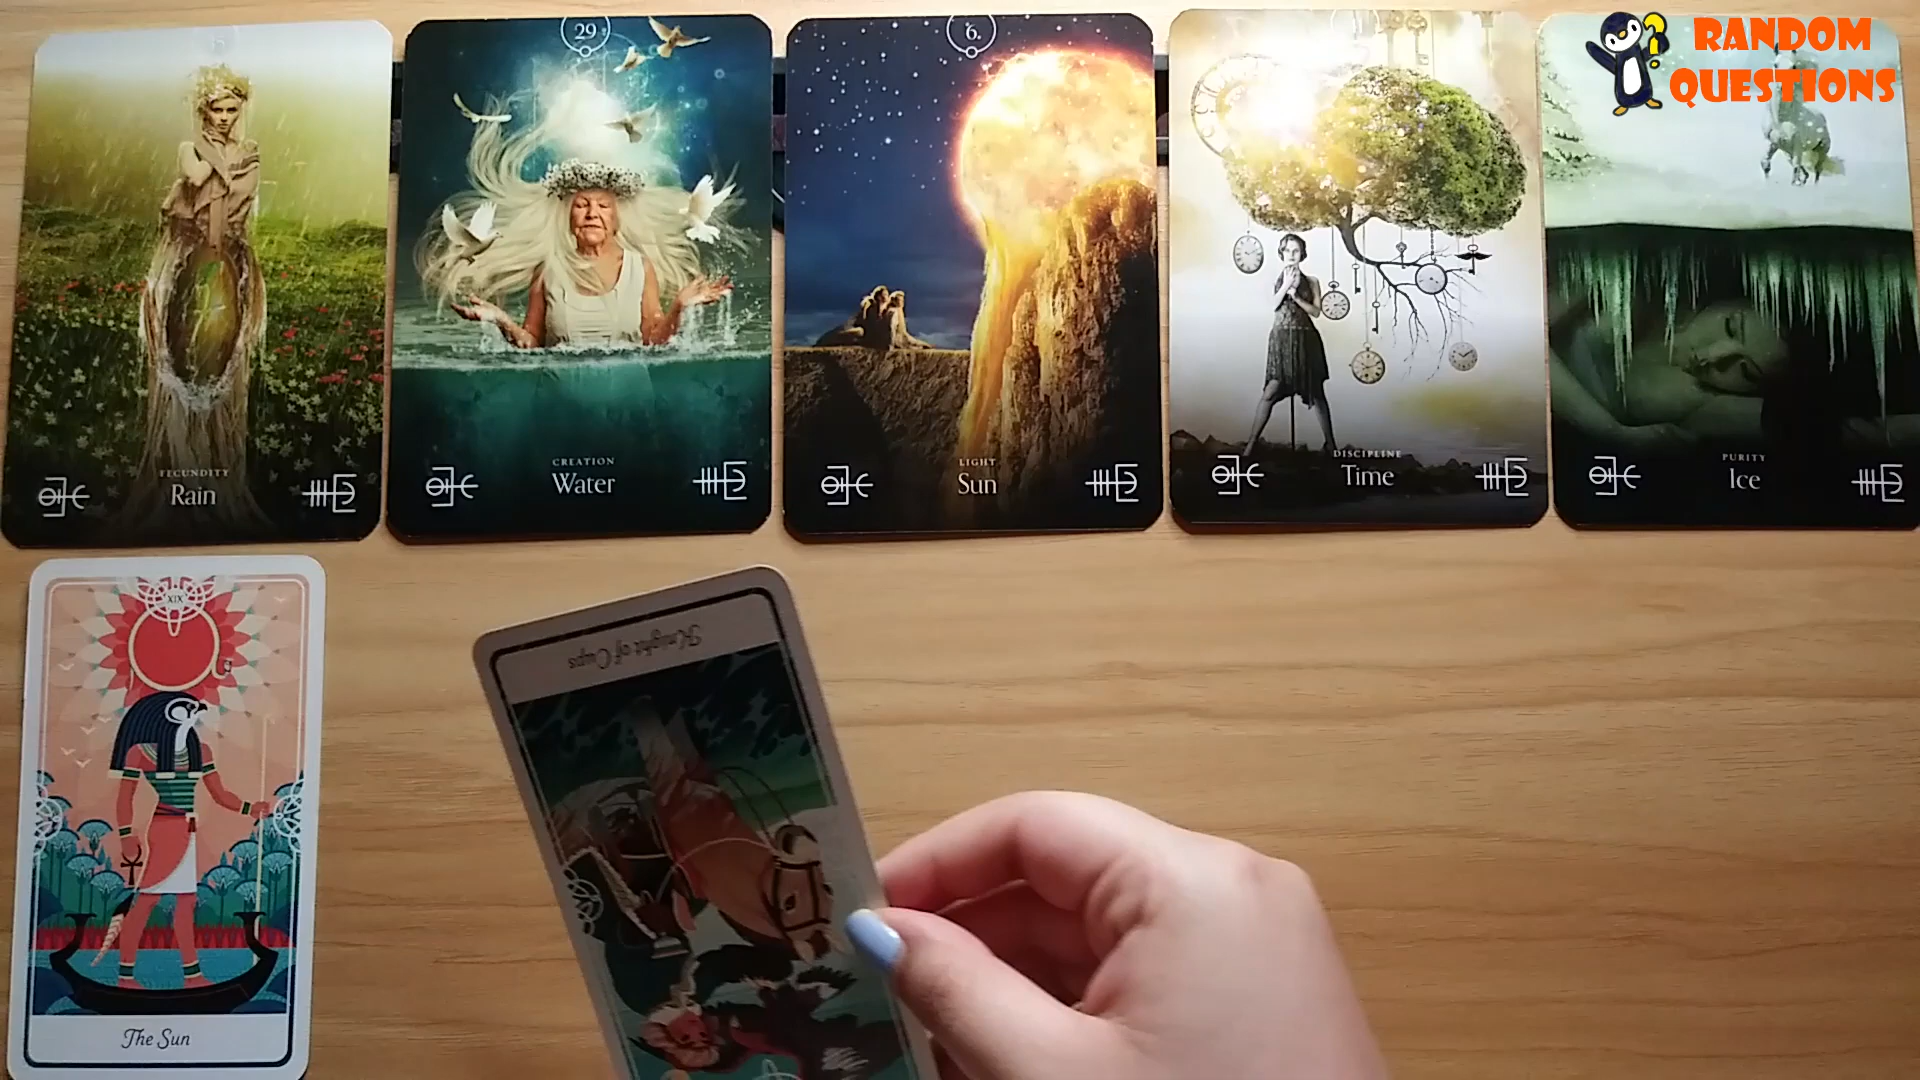 29
6.
RANDOM
QUESTIONS
FECUNDITY
Rain
CREATION
Water
LIGHT
Sun
DISCIPLINE
Time
PURITY
Ice
XIX
The Sun
Knight of Cups